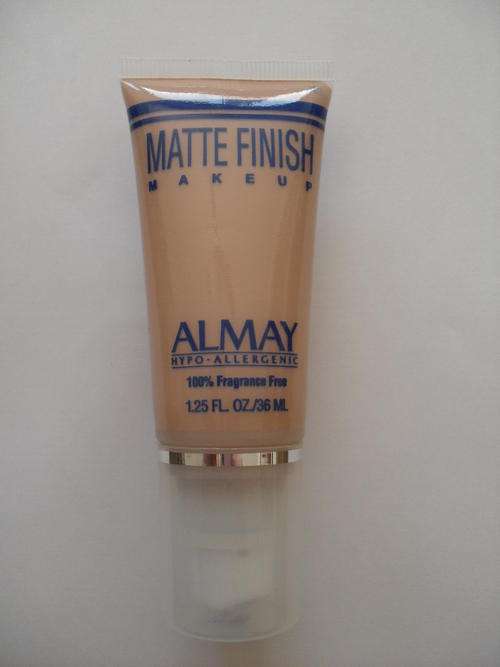 MATTE FINISH
MAKEUP
ALMAY
HYPO-ALLERGENIC
100% Fragrance Free
1.25 FL. OZ./36 ML